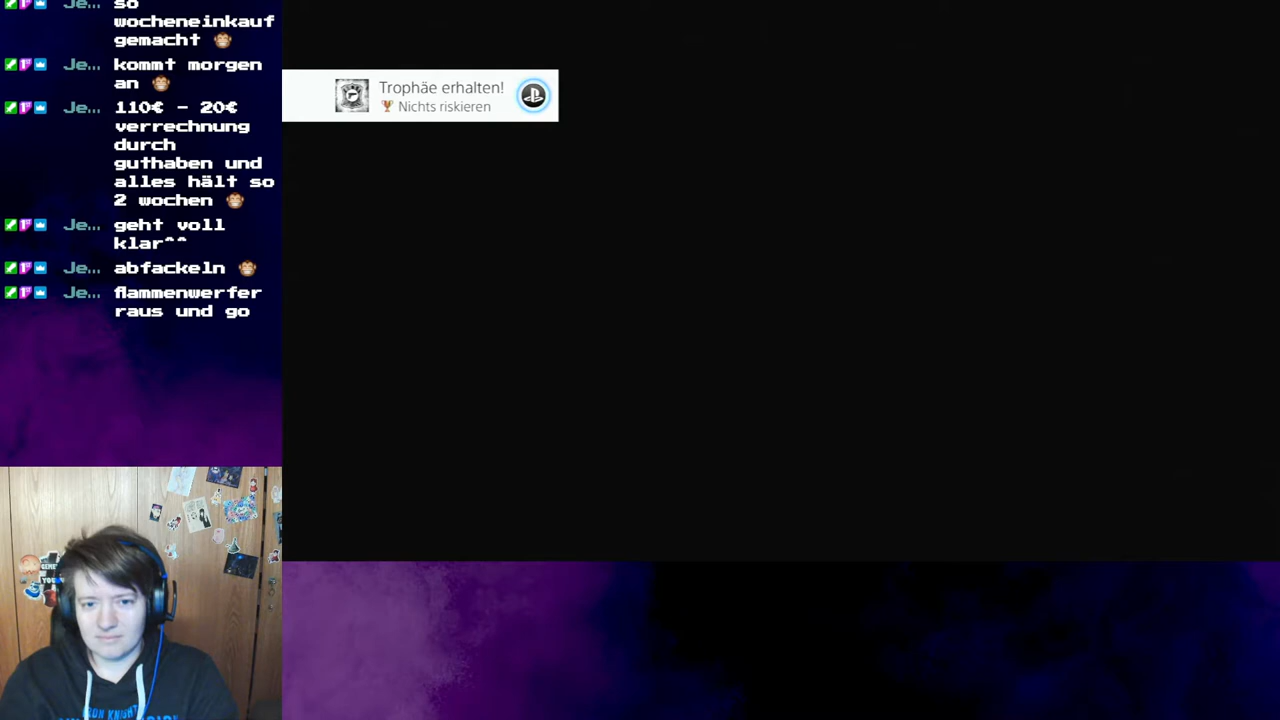 so
wocheneinkauf
gemacht
Je... kommt morgen
an
Je... 110€ - 20€
verrechnung
durch
guthaben und
alles hält so
2 wochen
Je... geht voll
klar^^
Je... abfackeln
Je... flammenwerfer
raus und go
Trophäe erhalten!
Nichts riskieren